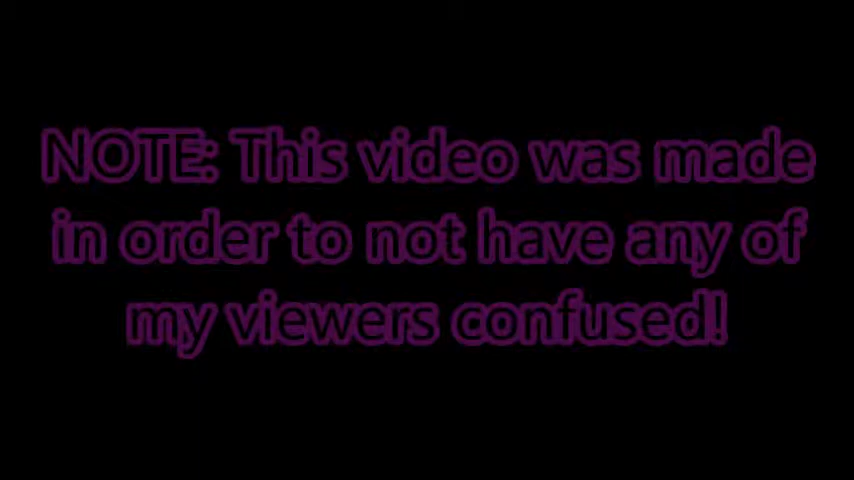 NOTE: This video was made
in order to not have any of
my viewers confused!